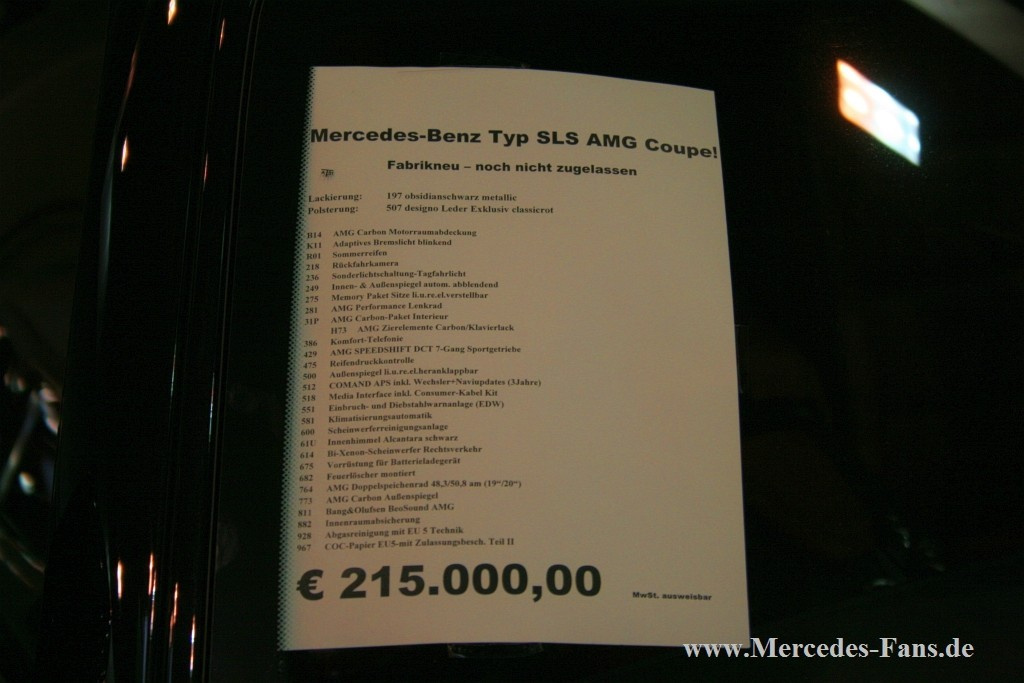 Mercedes-Benz Typ SLS AMG Coupe!
Fabrikneu – noch nicht zugelassen
Lackierung: 197 obsidianschwarz metallic
Polsterung: 507 designo Leder Exklusiv classicrot
B14 AMG Carbon Motorraumabdeckung
K11 Adaptives Bremslicht blinkend
R01 Sommerreifen
218 Rückfahrkamera
236 Sonderlichtschaltung-Tagfahrlicht
249 Innen- & Außenspiegel autom. abblendend
275 Memory Paket Sitze li.u.re.el.verstellbar
281 AMG Performance Lenkrad
31P AMG Carbon-Paket Interieur
H73 AMG Zierelemente Carbon/Klavierlack
386 Komfort-Telefonie
429 AMG SPEEDSHIFT DCT 7-Gang Sportgetriebe
475 Reifendruckkontrolle
500 Außenspiegel li.u.re.el.heranklappbar
512 COMAND APS inkl. Wechsler+Naviupdates (3Jahre)
518 Media Interface inkl. Consumer-Kabel Kit
551 Einbruch- und Diebstahlwarnanlage (EDW)
581 Klimatisierungsautomatik
600 Scheinwerferreinigungsanlage
61U Innenhimmel Alcantara schwarz
614 Bi-Xenon-Scheinwerfer Rechtsverkehr
675 Vorrüstung für Batterieladegerät
682 Feuerlöscher montiert
764 AMG Doppelspeichenrad 48,3/50,8 am (19"/20")
773 AMG Carbon Außenspiegel
811 Bang&Olufsen BeoSound AMG
882 Innenraumabsicherung
928 Abgasreinigung mit EU 5 Technik
967 COC-Papier EU5-mit Zulassungsbesch. Teil II
€ 215.000,00 MwSt. ausweisbar
www.Mercedes-Fans.de